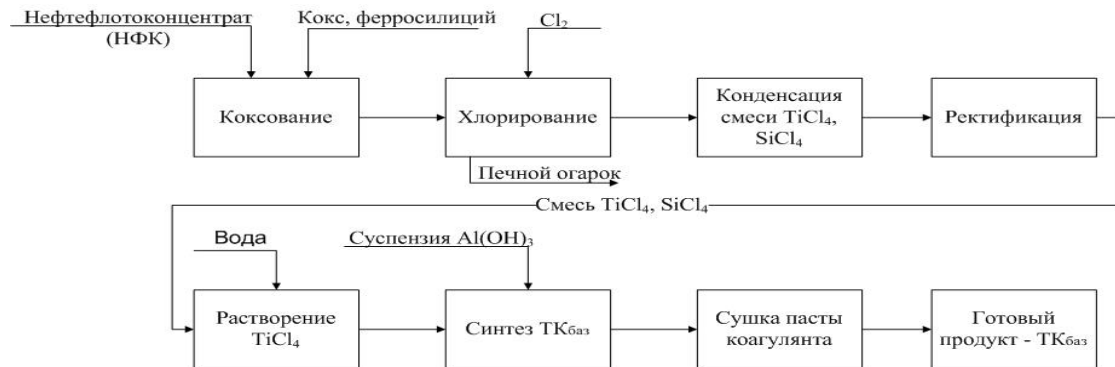 Нефтефлотоконцентрат
(НФК)
Кокс, ферросилиций
Cl₂
Коксование
Хлорирование
Конденсация
смеси TiCl₄,
SiCl₄
Ректификация
Печной огарок
Смесь TiCl₄, SiCl₄
Вода
Суспензия Al(OH)₃
Растворение
TiCl₄
Синтез ТКбаз
Сушка пасты
коагулянта
Готовый
продукт - ТКбаз